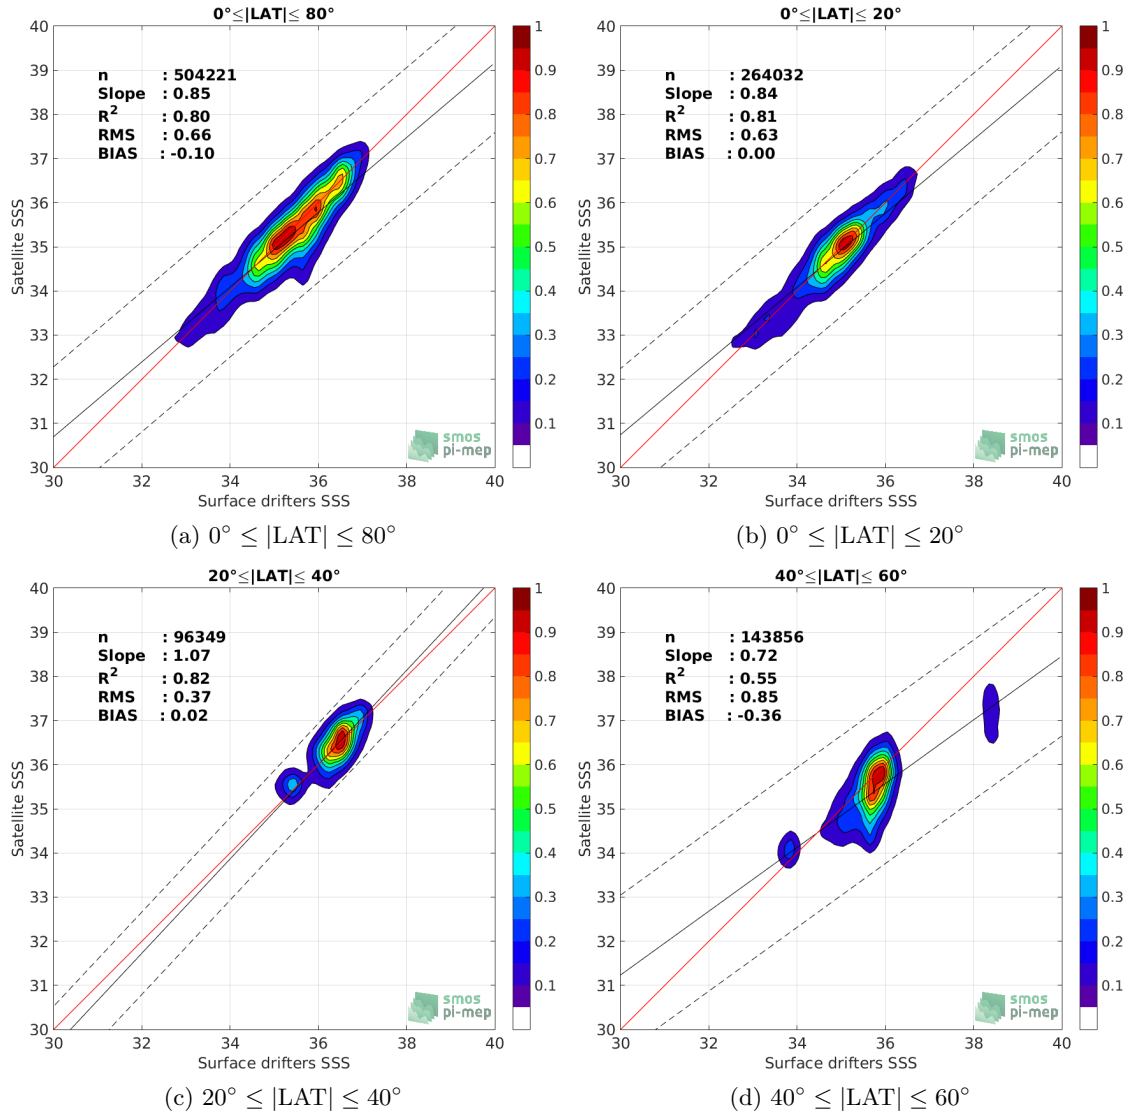 0°≤|LAT|≤ 80°
n : 504221
Slope : 0.85
R² : 0.80
RMS : 0.66
BIAS : -0.10
40
39
38
37
36
35
34
33
32
31
30
Satellite SSS
30 32 34 36 38 40
Surface drifters SSS
1
0.9
0.8
0.7
0.6
0.5
0.4
0.3
0.2
0.1
smos
pi-mep
(a) 0° ≤ |LAT| ≤ 80°
0°≤|LAT|≤ 20°
n : 264032
Slope : 0.84
R² : 0.81
RMS : 0.63
BIAS : 0.00
40
39
38
37
36
35
34
33
32
31
30
Satellite SSS
30 32 34 36 38 40
Surface drifters SSS
1
0.9
0.8
0.7
0.6
0.5
0.4
0.3
0.2
0.1
smos
pi-mep
(b) 0° ≤ |LAT| ≤ 20°
20°≤|LAT|≤ 40°
n : 96349
Slope : 1.07
R² : 0.82
RMS : 0.37
BIAS : 0.02
40
39
38
37
36
35
34
33
32
31
30
Satellite SSS
30 32 34 36 38 40
Surface drifters SSS
1
0.9
0.8
0.7
0.6
0.5
0.4
0.3
0.2
0.1
smos
pi-mep
(c) 20° ≤ |LAT| ≤ 40°
40°≤|LAT|≤ 60°
n : 143856
Slope : 0.72
R² : 0.55
RMS : 0.85
BIAS : -0.36
40
39
38
37
36
35
34
33
32
31
30
Satellite SSS
30 32 34 36 38 40
Surface drifters SSS
1
0.9
0.8
0.7
0.6
0.5
0.4
0.3
0.2
0.1
smos
pi-mep
(d) 40° ≤ |LAT| ≤ 60°